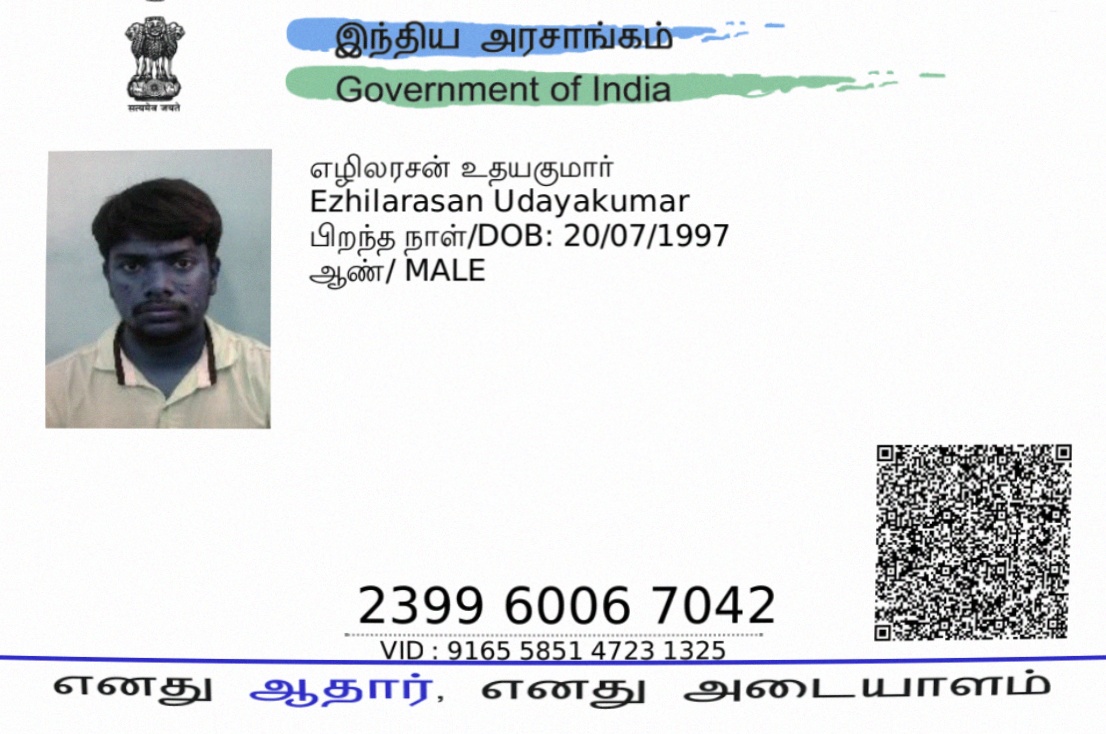 सत्यमेव जयते
இந்திய அரசாங்கம்
Government of India
எழிலரசன் உதயகுமார்
Ezhilarasan Udayakumar
பிறந்த நாள்/DOB: 20/07/1997
ஆண்/ MALE
2399 6006 7042
VID : 9165 5851 4723 1325
எனது ஆதார், எனது அடையாளம்